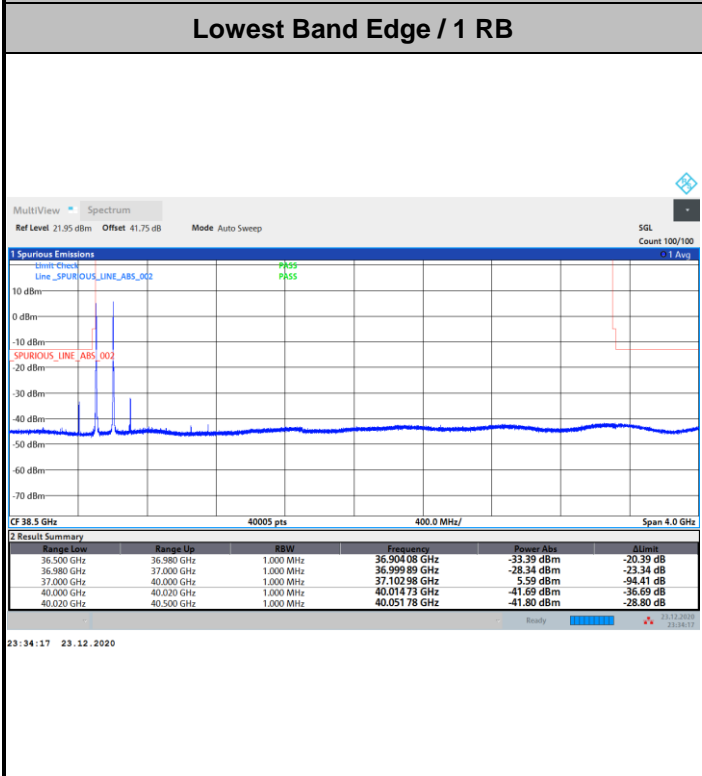 Lowest Band Edge / 1 RB
MultiView Spectrum
Ref Level 21.95 dBm Offset 41.75 dB Mode Auto Sweep SGL
Count 100/100
1 Spurious Emissions 1 Avg
Limit Check PASS
Line _SPURIOUS_LINE_ABS_002 PASS
10 dBm
0 dBm
-10 dBm
_SPURIOUS_LINE_ABS_002
-20 dBm
-30 dBm
-40 dBm
-50 dBm
-60 dBm
-70 dBm
CF 38.5 GHz 40005 pts 400.0 MHz/ Span 4.0 GHz
2 Result Summary
Range Low Range Up RBW Frequency Power Abs ΔLimit
36.500 GHz 36.980 GHz 1.000 MHz 36.904 08 GHz -33.39 dBm -20.39 dB
36.980 GHz 37.000 GHz 1.000 MHz 36.999 89 GHz -28.34 dBm -23.34 dB
37.000 GHz 40.000 GHz 1.000 MHz 37.102 98 GHz 5.59 dBm -94.41 dB
40.000 GHz 40.020 GHz 1.000 MHz 40.014 73 GHz -41.69 dBm -36.69 dB
40.020 GHz 40.500 GHz 1.000 MHz 40.051 78 GHz -41.80 dBm -28.80 dB
Ready 23.12.2020
23:34:17
23:34:17 23.12.2020